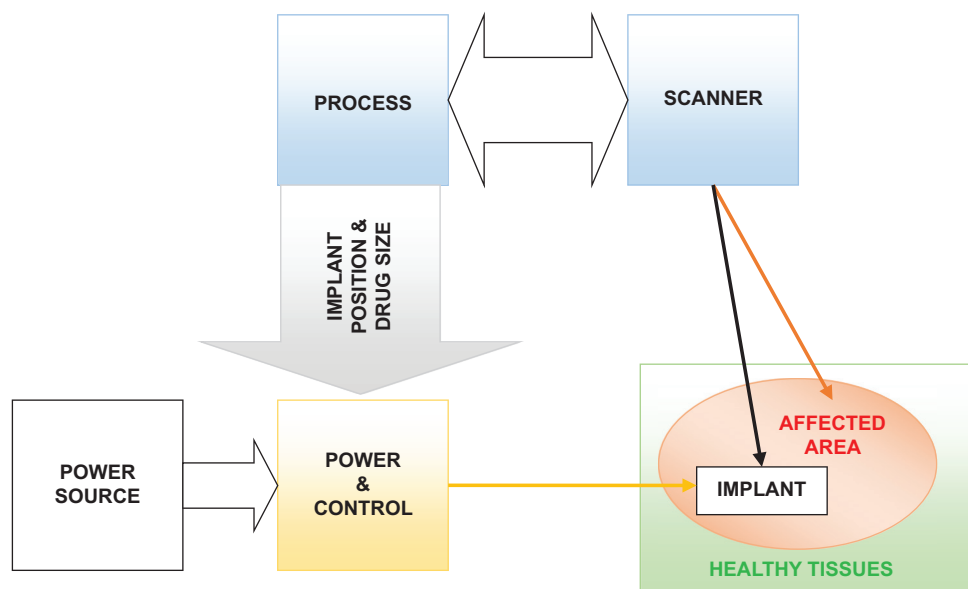 PROCESS
SCANNER
IMPLANT
POSITION &
DRUG SIZE
POWER
SOURCE
POWER
&
CONTROL
AFFECTED
AREA
IMPLANT
HEALTHY TISSUES